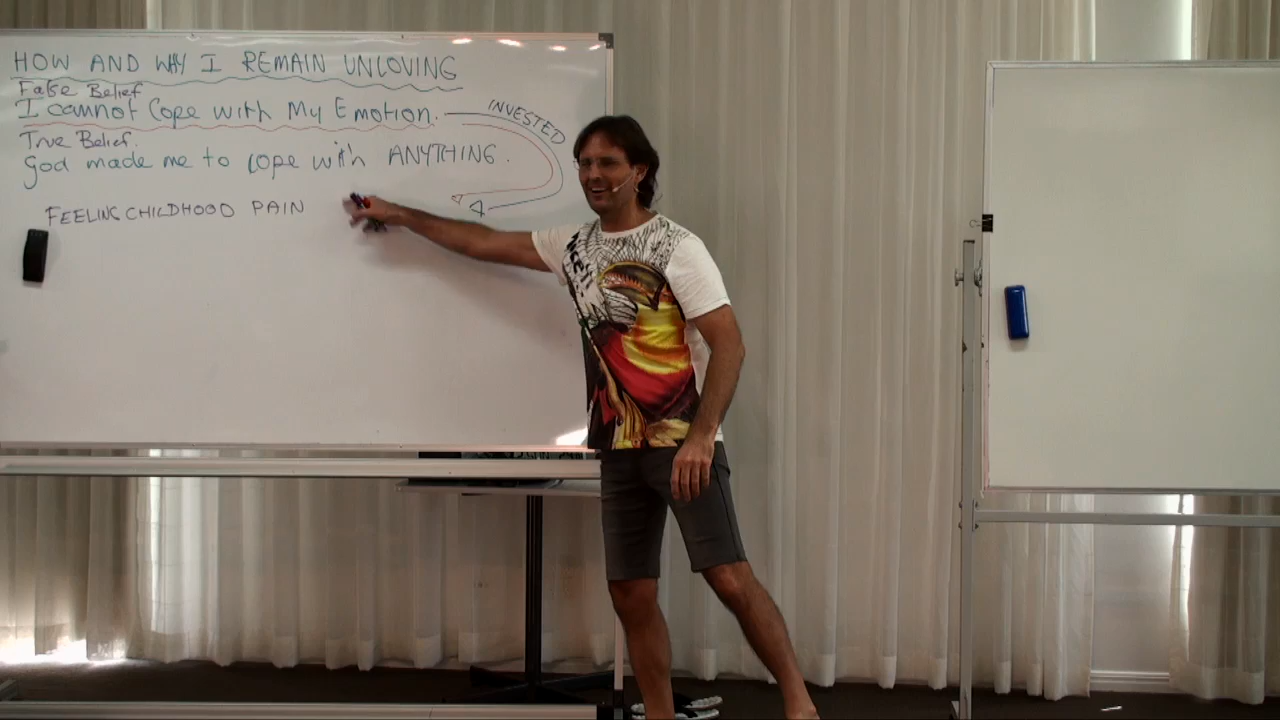 HOW AND WHY I REMAIN UNLOVING
False Belief
I cannot Cope with My Emotion.
INVESTED
True Belief.
God made me to cope with ANYTHING.
FEELING CHILDHOOD PAIN